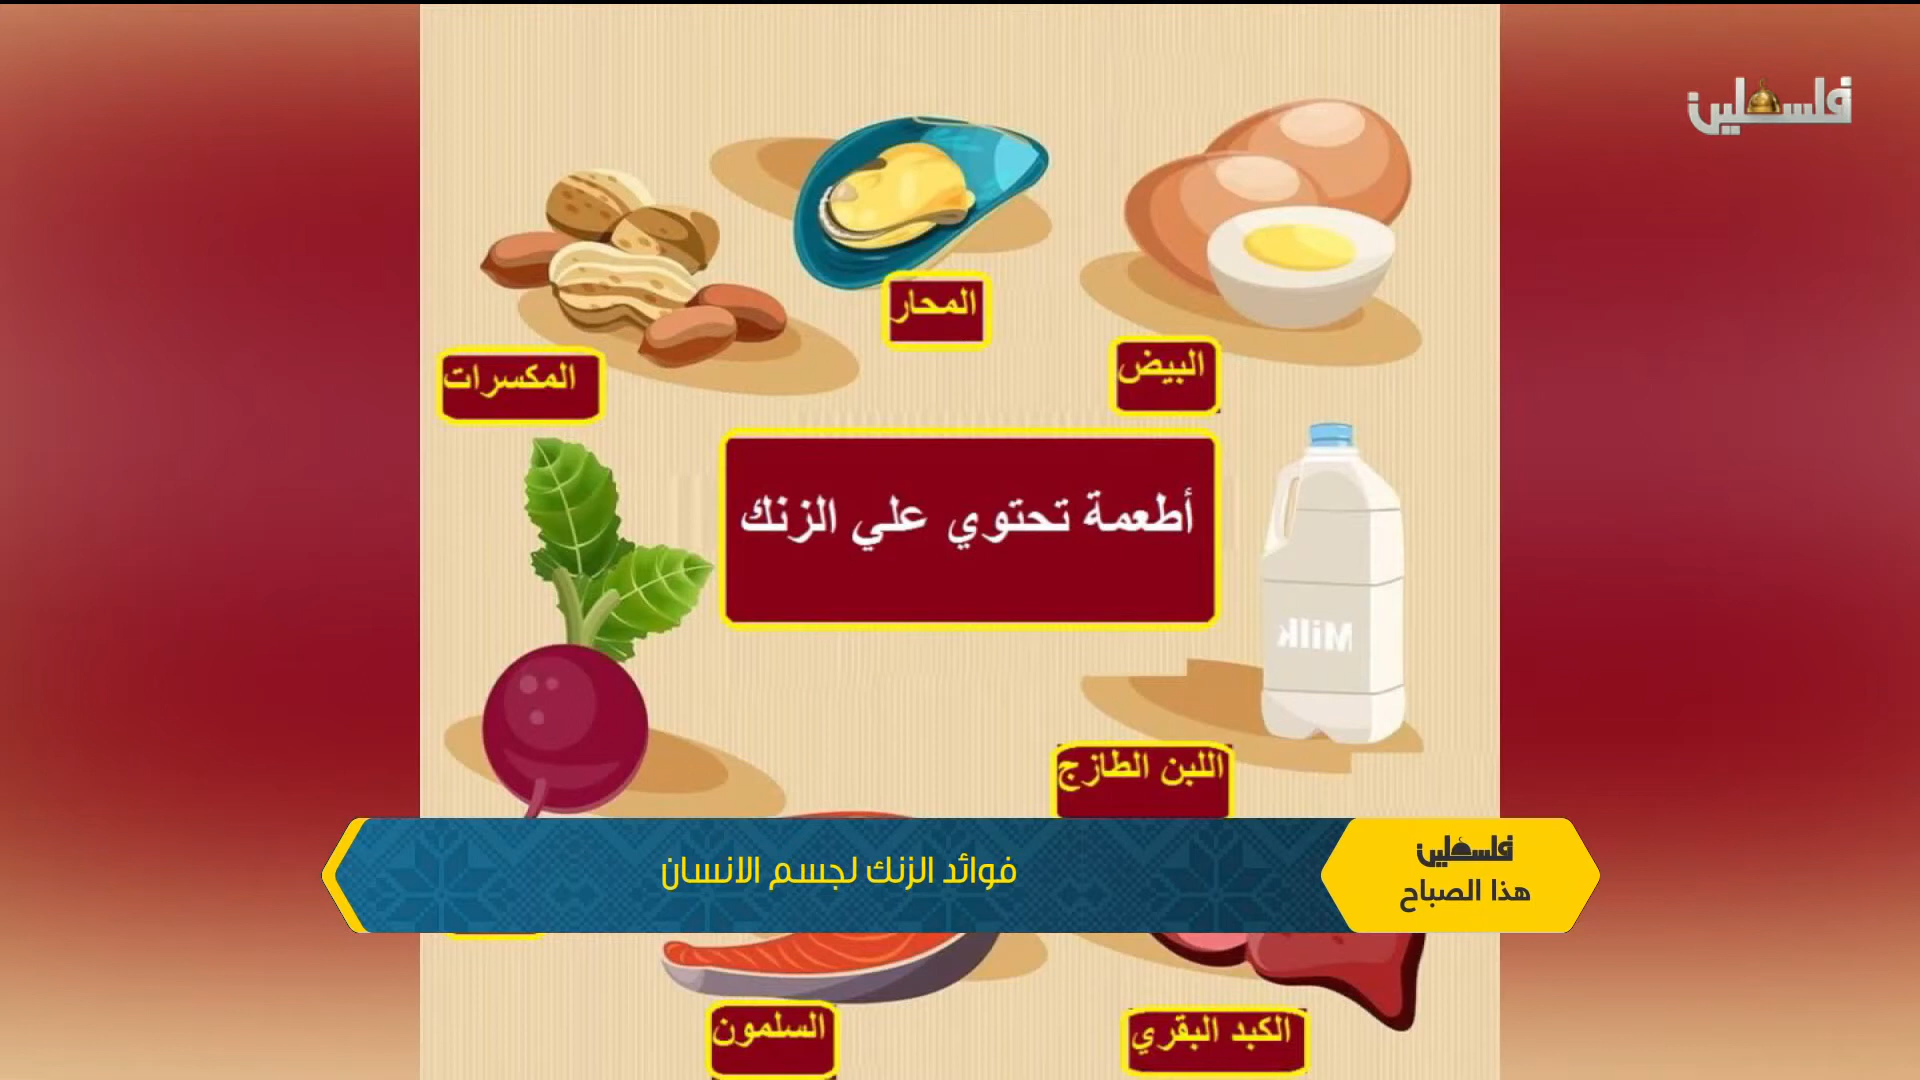 فلسطين
المحار
البيض
المكسرات
أطعمة تحتوي علي الزنك
Milk
اللبن الطازج
فلسطين
هذا الصباح
فوائد الزنك لجسم الانسان
السلمون
الكبد البقري